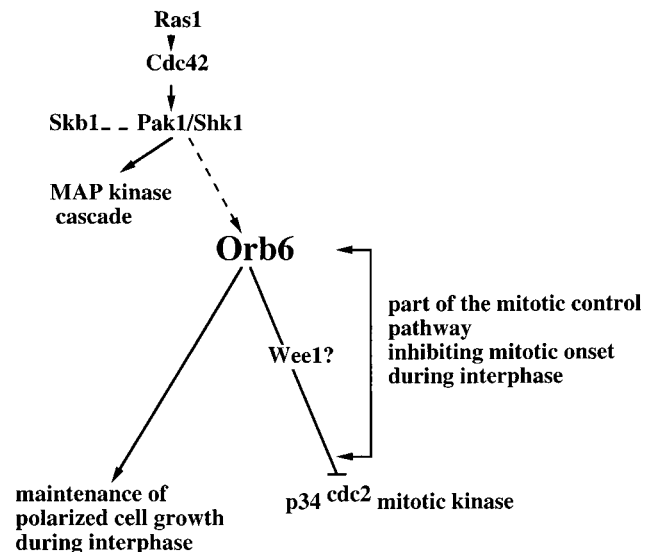 Ras1
Cdc42
Skb1_ _ Pak1/Shk1
MAP kinase
cascade
Orb6
part of the mitotic control
pathway
inhibiting mitotic onset
during interphase
Wee1?
maintenance of
polarized cell growth
during interphase
p34 cdc2 mitotic kinase